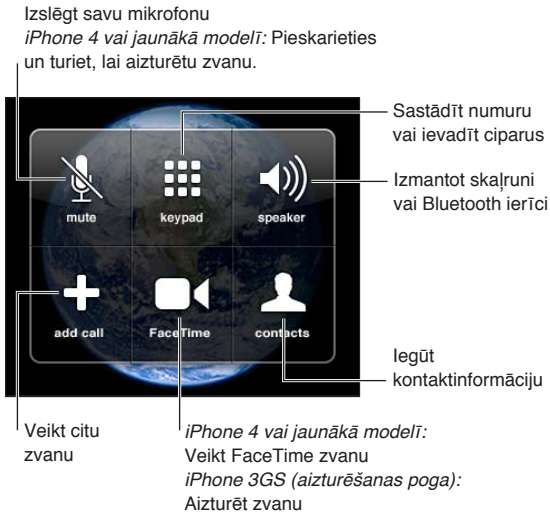 Izslēgt savu mikrofonu
iPhone 4 vai jaunākā modelī: Pieskarieties
un turiet, lai aizturētu zvanu.
Sastādīt numuru
vai ievadīt ciparus
Izmantot skaļruni
vai Bluetooth ierīci
mute
keypad
speaker
add call
FaceTime
contacts
Iegūt
kontaktinformāciju
Veikt citu
zvanu
iPhone 4 vai jaunākā modelī:
Veikt FaceTime zvanu
iPhone 3GS (aizturēšanas poga):
Aizturēt zvanu